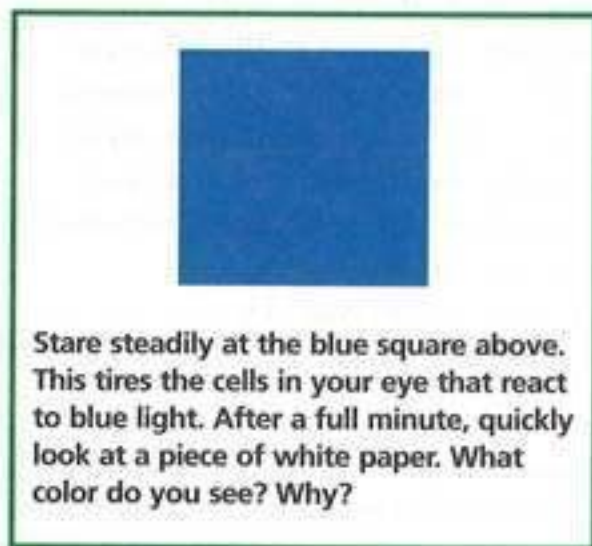 Stare steadily at the blue square above.
This tires the cells in your eye that react
to blue light. After a full minute, quickly
look at a piece of white paper. What
color do you see? Why?